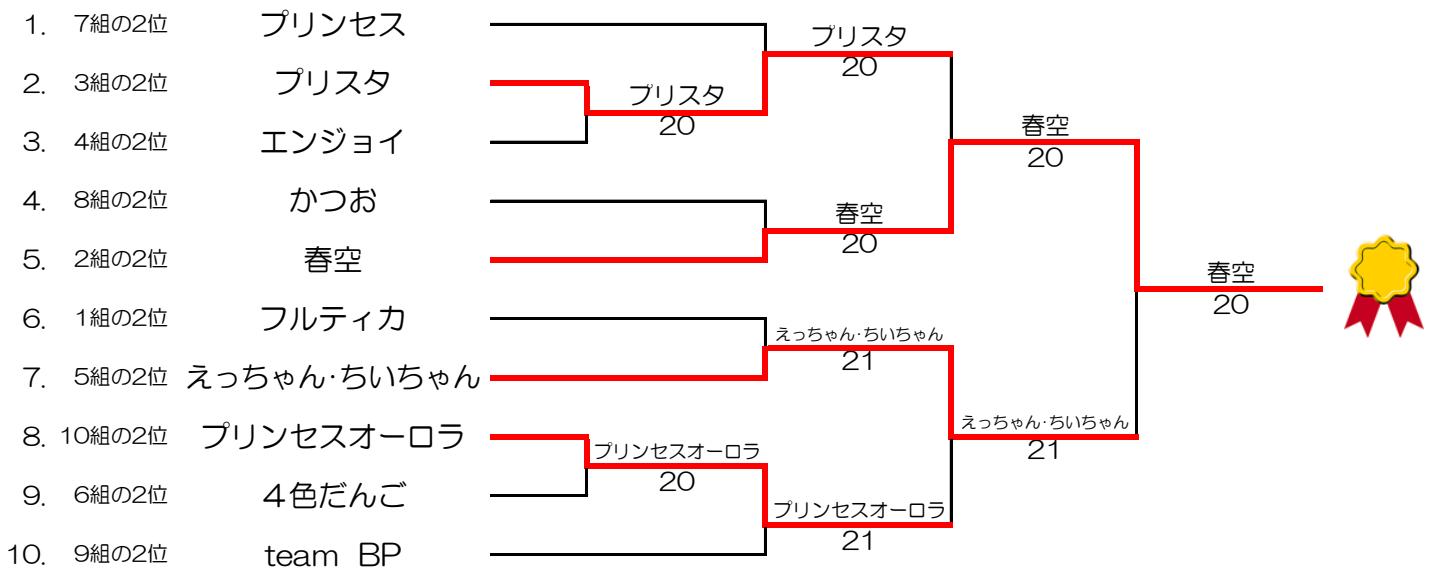 1. 7組の2位 プリンセス
プリスタ
20
2. 3組の2位 プリスタ
プリスタ
20
3. 4組の2位 エンジョイ
春空
20
4. 8組の2位 かつお
春空
20
5. 2組の2位 春空
春空
20
6. 1組の2位 フルティカ
えっちゃん・ちいちゃん
21
7. 5組の2位 えっちゃん・ちいちゃん
えっちゃん・ちいちゃん
21
8. 10組の2位 プリンセスオーロラ
プリンセスオーロラ
20
9. 6組の2位 4色だんご
プリンセスオーロラ
21
10. 9組の2位 team BP